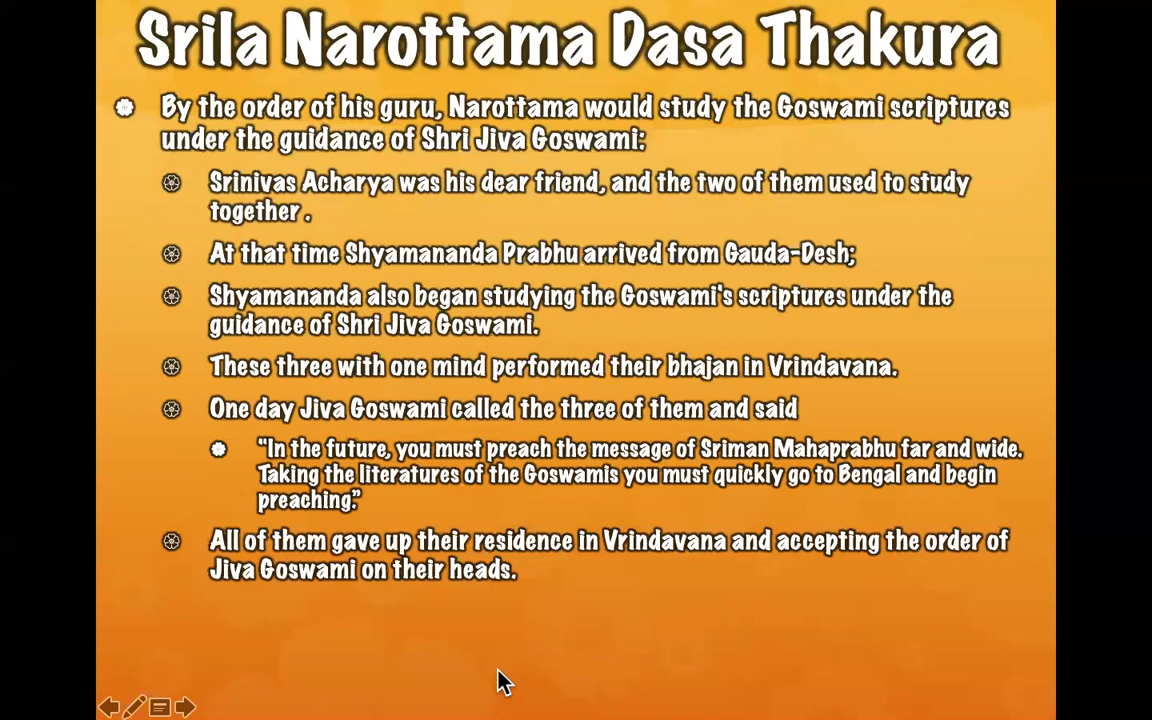 Srila Narottama Dasa Thakura
By the order of his guru, Narottama would study the Goswami scriptures
under the guidance of Shri Jiva Goswami:
Srinivas Acharya was his dear friend, and the two of them used to study
together .
At that time Shyamananda Prabhu arrived from Gauda-Desh;
Shyamananda also began studying the Goswami's scriptures under the
guidance of Shri Jiva Goswami.
These three with one mind performed their bhajan in Vrindavana.
One day Jiva Goswami called the three of them and said
"In the future, you must preach the message of Sriman Mahaprabhu far and wide.
Taking the literatures of the Goswamis you must quickly go to Bengal and begin
preaching."
All of them gave up their residence in Vrindavana and accepting the order of
Jiva Goswami on their heads.